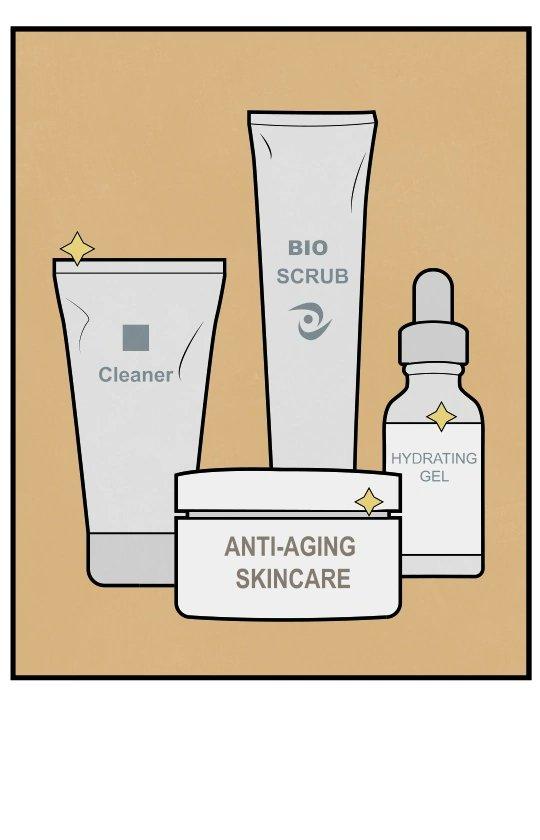 BIO
SCRUB
Cleaner
HYDRATING
GEL
ANTI-AGING
SKINCARE